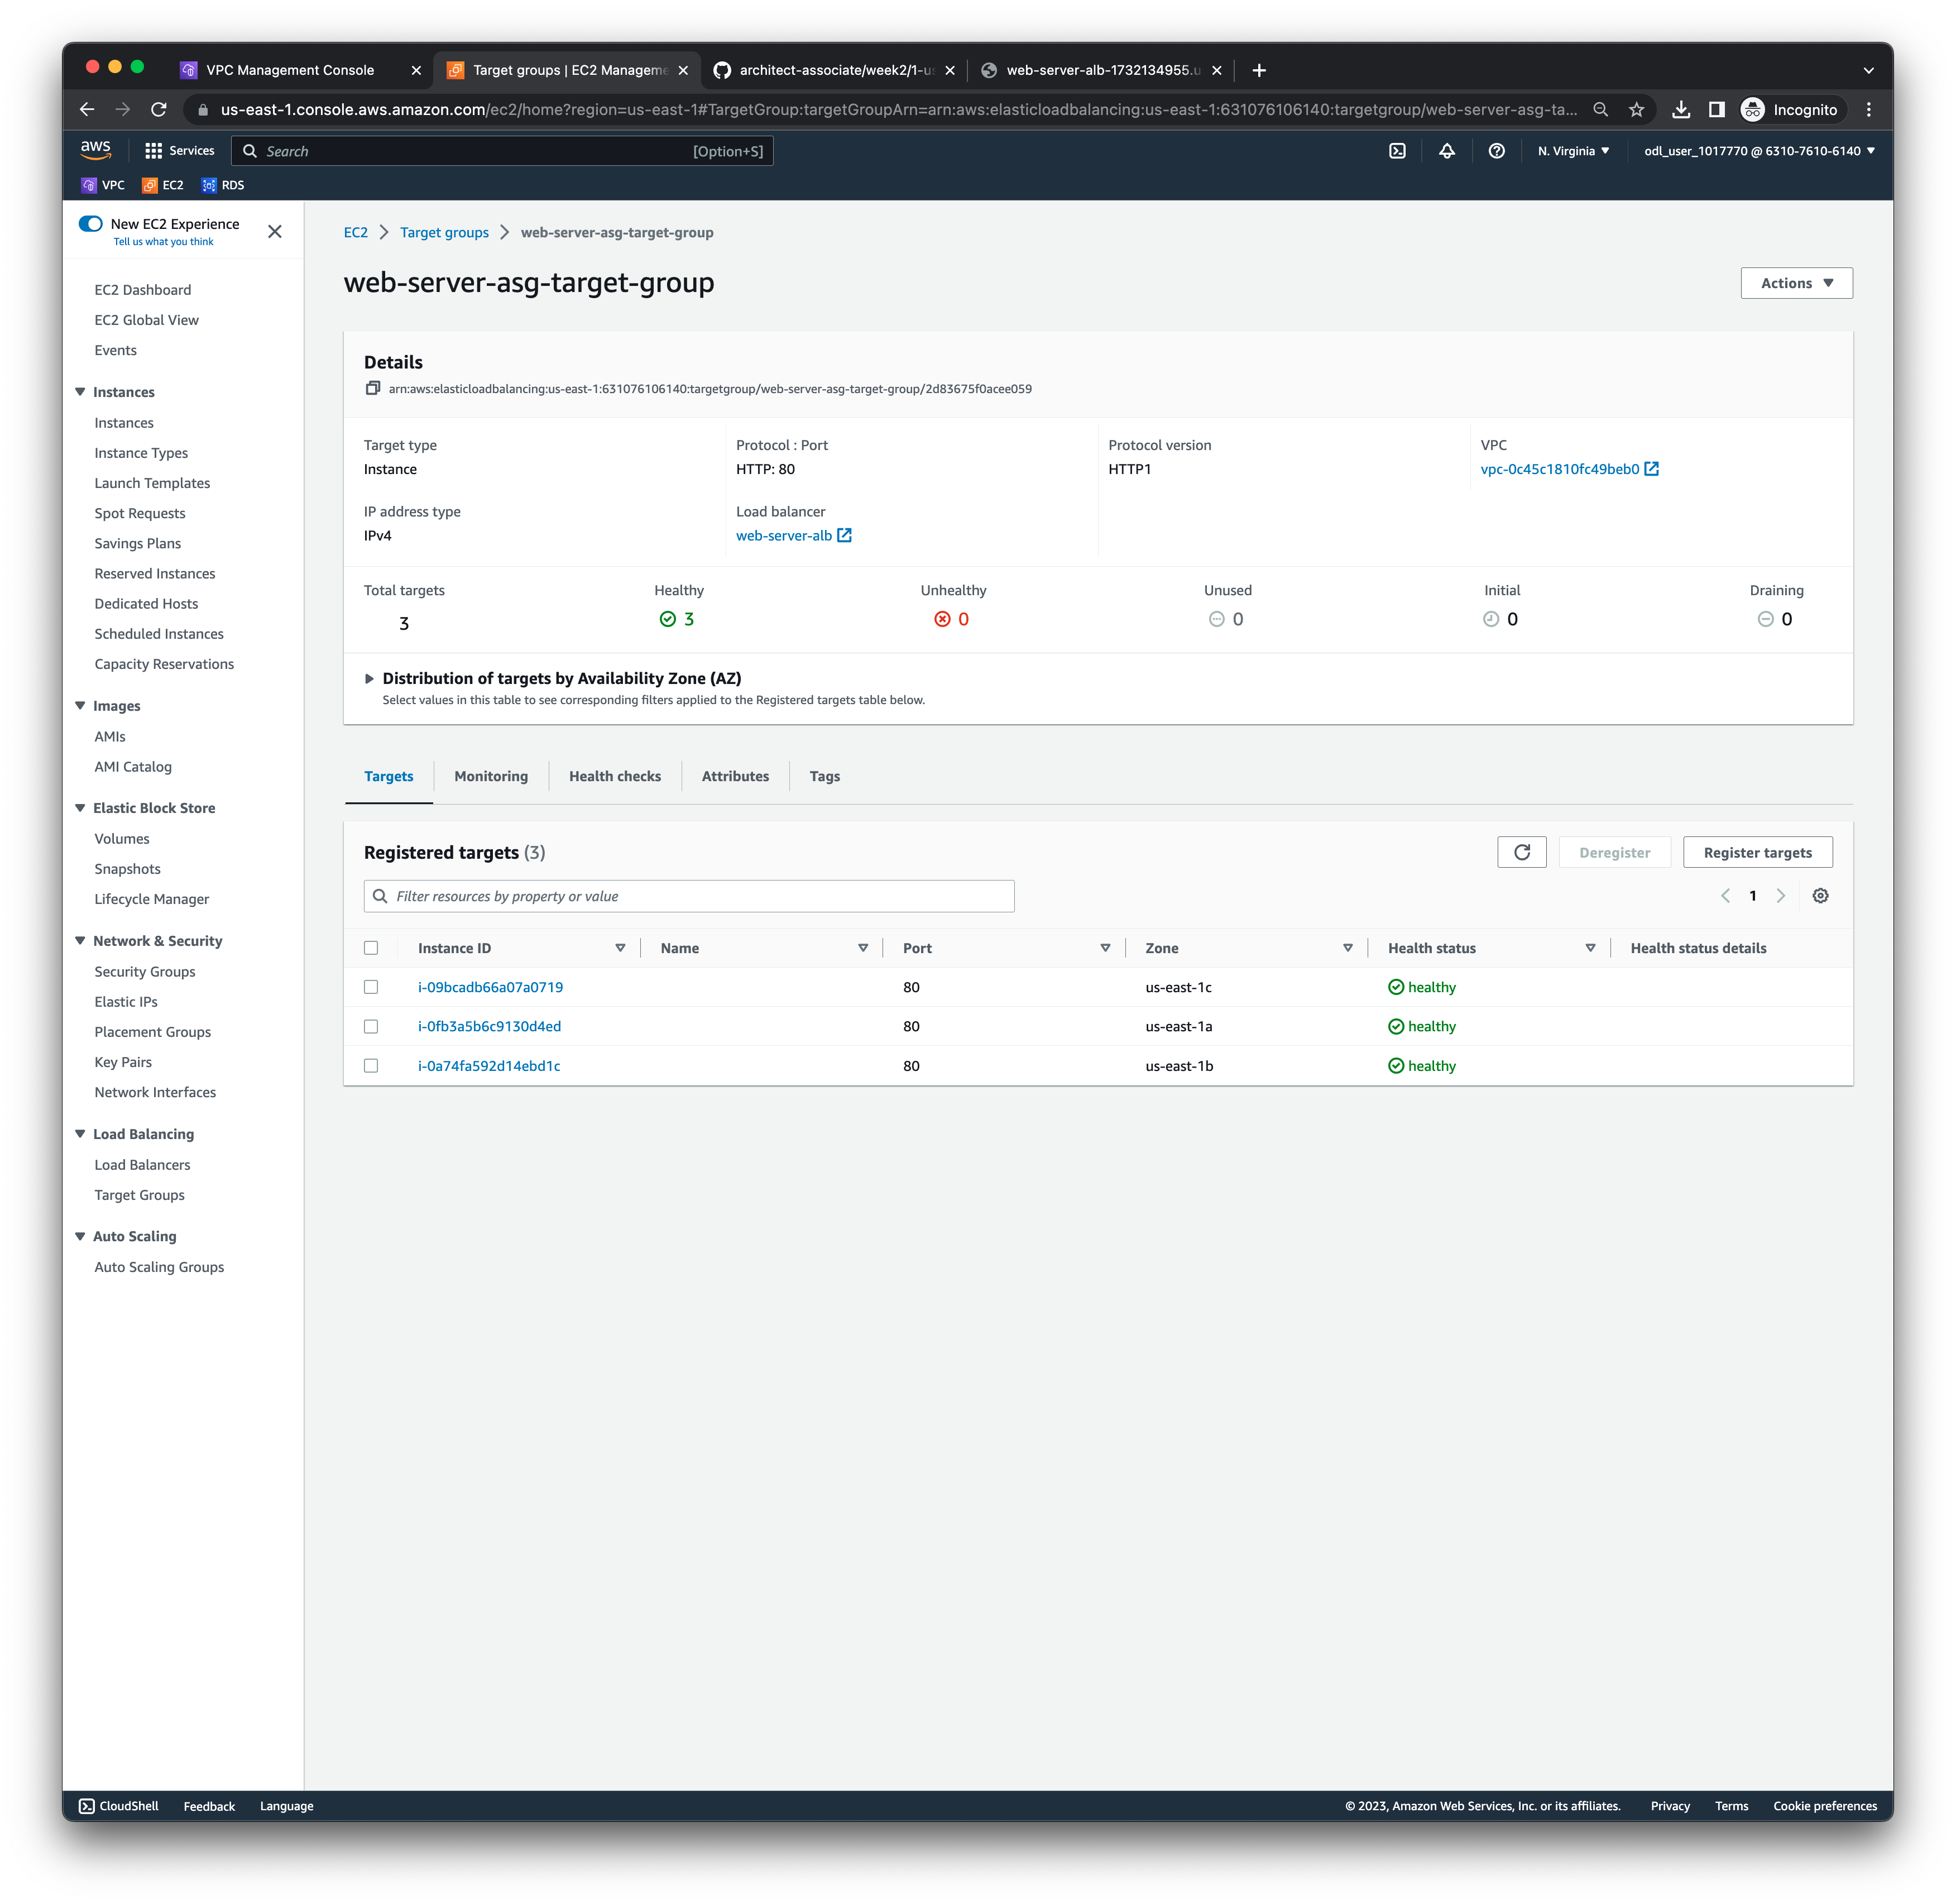 VPC Management Console
Target groups | EC2 Manageme
architect-associate/week2/1-us
web-server-alb-1732134955.u
us-east-1.console.aws.amazon.com/ec2/home?region=us-east-1#TargetGroup:targetGroupArn=arn:aws:elasticloadbalancing:us-east-1:631076106140:targetgroup/web-server-asg-ta...
Incognito
aws
Services
Search
[Option+S]
N. Virginia
odl_user_1017770 @ 6310-7610-6140
VPC
EC2
RDS
New EC2 Experience
Tell us what you think
EC2 Dashboard
EC2 Global View
Events
Instances
Instances
Instance Types
Launch Templates
Spot Requests
Savings Plans
Reserved Instances
Dedicated Hosts
Scheduled Instances
Capacity Reservations
Images
AMIs
AMI Catalog
Elastic Block Store
Volumes
Snapshots
Lifecycle Manager
Network & Security
Security Groups
Elastic IPs
Placement Groups
Key Pairs
Network Interfaces
Load Balancing
Load Balancers
Target Groups
Auto Scaling
Auto Scaling Groups
EC2
Target groups
web-server-asg-target-group
web-server-asg-target-group
Actions
Details
arn:aws:elasticloadbalancing:us-east-1:631076106140:targetgroup/web-server-asg-target-group/2d83675f0acee059
Target type
Instance
Protocol : Port
HTTP: 80
Protocol version
HTTP1
VPC
vpc-0c45c1810fc49beb0
IP address type
IPv4
Load balancer
web-server-alb
Total targets
3
Healthy
3
Unhealthy
0
Unused
0
Initial
0
Draining
0
Distribution of targets by Availability Zone (AZ)
Select values in this table to see corresponding filters applied to the Registered targets table below.
Targets
Monitoring
Health checks
Attributes
Tags
Registered targets (3)
Deregister
Register targets
Filter resources by property or value
1
Instance ID
Name
Port
Zone
Health status
Health status details
i-09bcadb66a07a0719
80
us-east-1c
healthy
i-0fb3a5b6c9130d4ed
80
us-east-1a
healthy
i-0a74fa592d14ebd1c
80
us-east-1b
healthy
CloudShell
Feedback
Language
© 2023, Amazon Web Services, Inc. or its affiliates.
Privacy
Terms
Cookie preferences